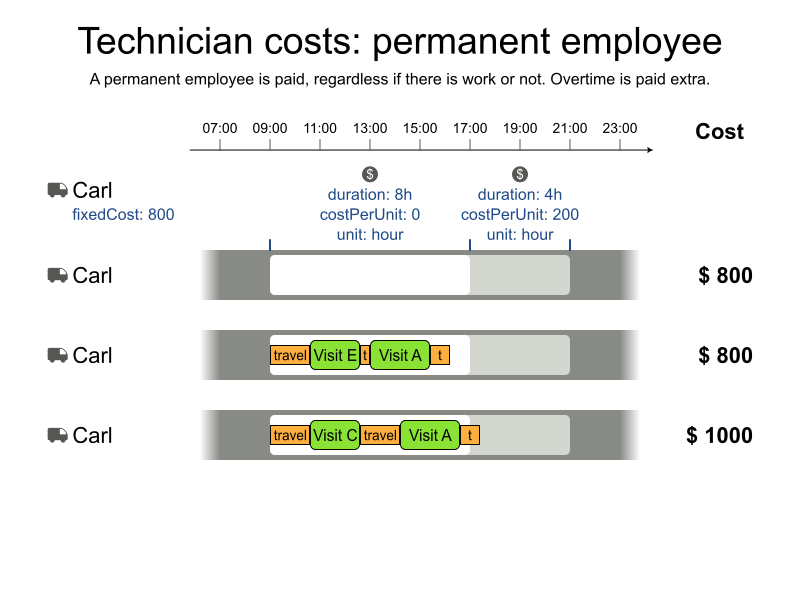 Technician costs: permanent employee
A permanent employee is paid, regardless if there is work or not. Overtime is paid extra.
07:00 09:00 11:00 13:00 15:00 17:00 19:00 21:00 23:00 Cost
$ $
Carl duration: 8h duration: 4h
fixedCost: 800 costPerUnit: 0 costPerUnit: 200
unit: hour unit: hour
Carl $ 800
Carl travel Visit E t Visit A t $ 800
Carl travel Visit C travel Visit A t $ 1000